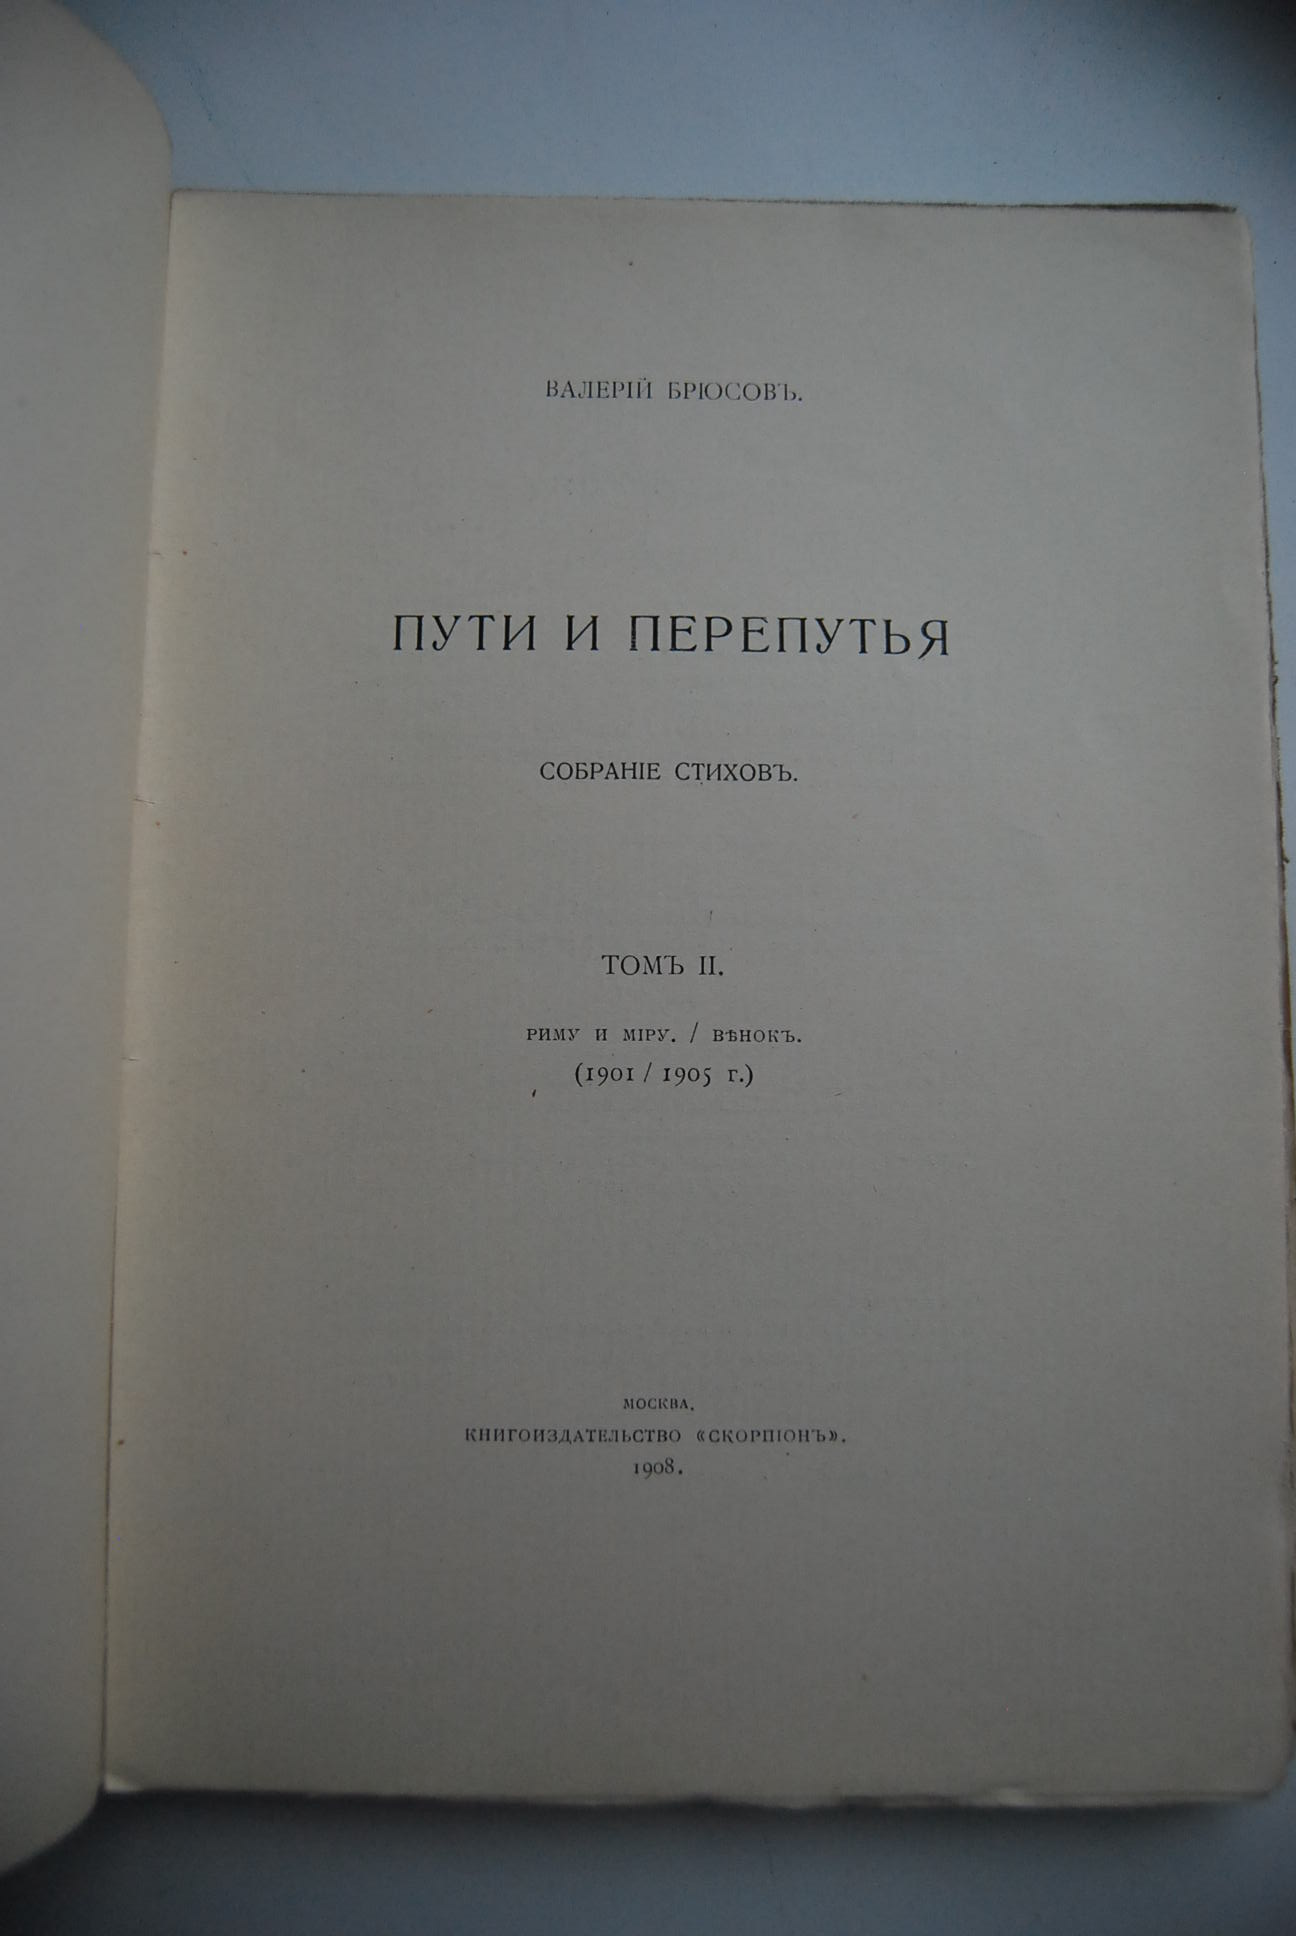 ВАЛЕРІЙ БРЮСОВЪ.
ПУТИ И ПЕРЕПУТЬЯ
СОБРАНІЕ СТИХОВЪ.
ТОМЪ II.
РИМУ И МІРУ. / ВѢНОКЪ.
(1901 / 1905 г.)
МОСКВА.
КНИГОИЗДАТЕЛЬСТВО «СКОРПІОНЪ».
1908.